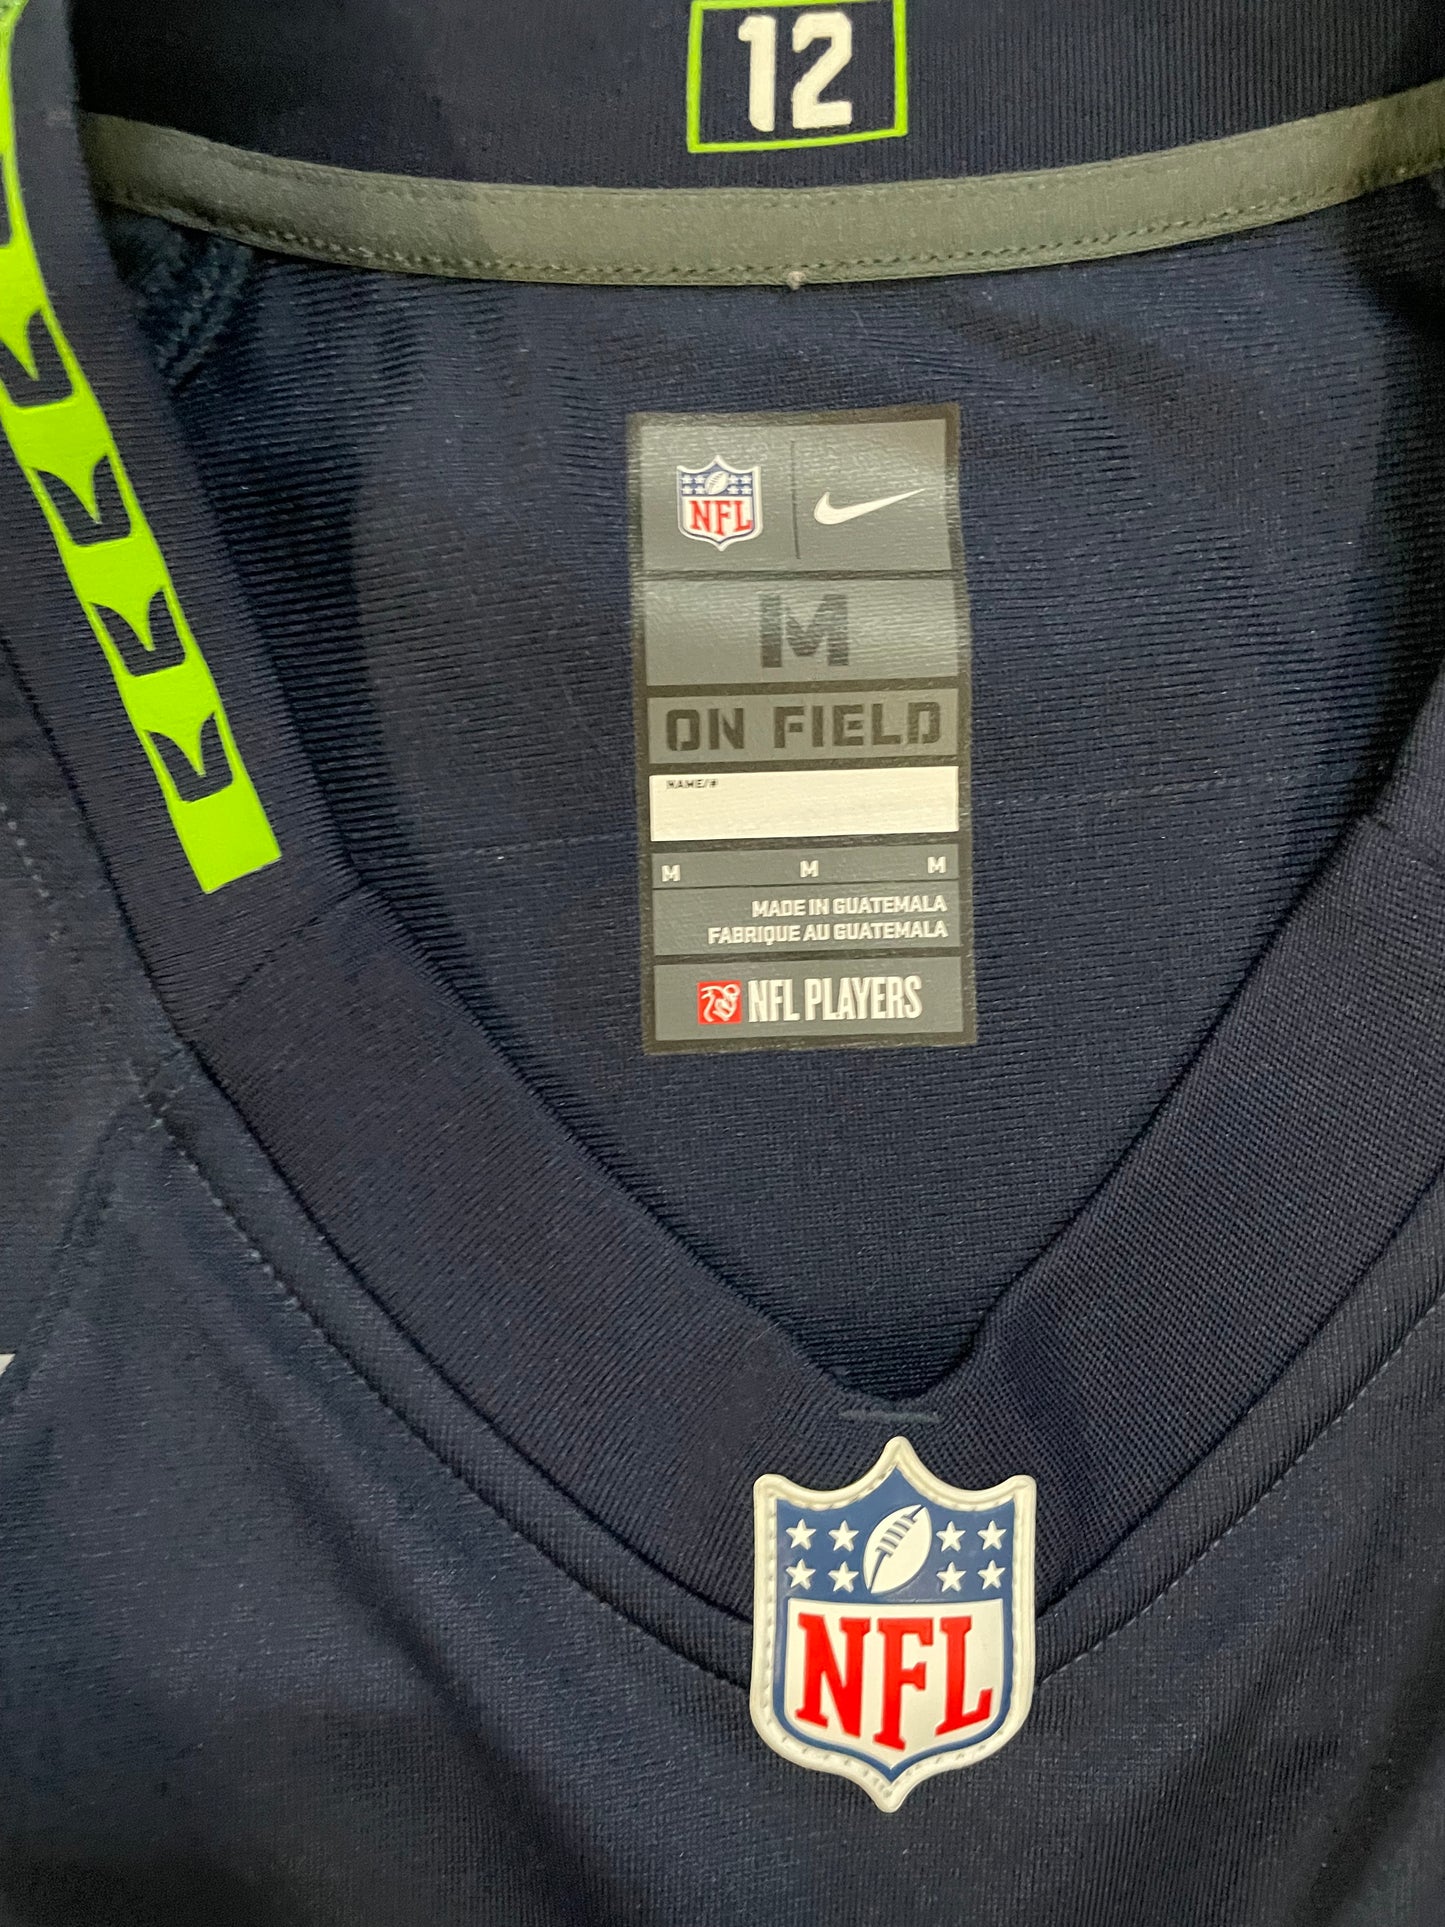 12
NFL
M
ON FIELD
NAME/#
M M M
MADE IN GUATEMALA
FABRIQUE AU GUATEMALA
NFL PLAYERS
NFL